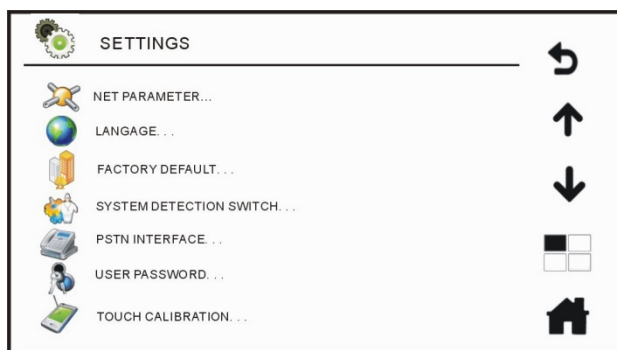 SETTINGS
NET PARAMETER...
LANGAGE. . .
FACTORY DEFAULT. . .
SYSTEM DETECTION SWITCH. . .
PSTN INTERFACE. . .
USER PASSWORD. . .
TOUCH CALIBRATION. . .